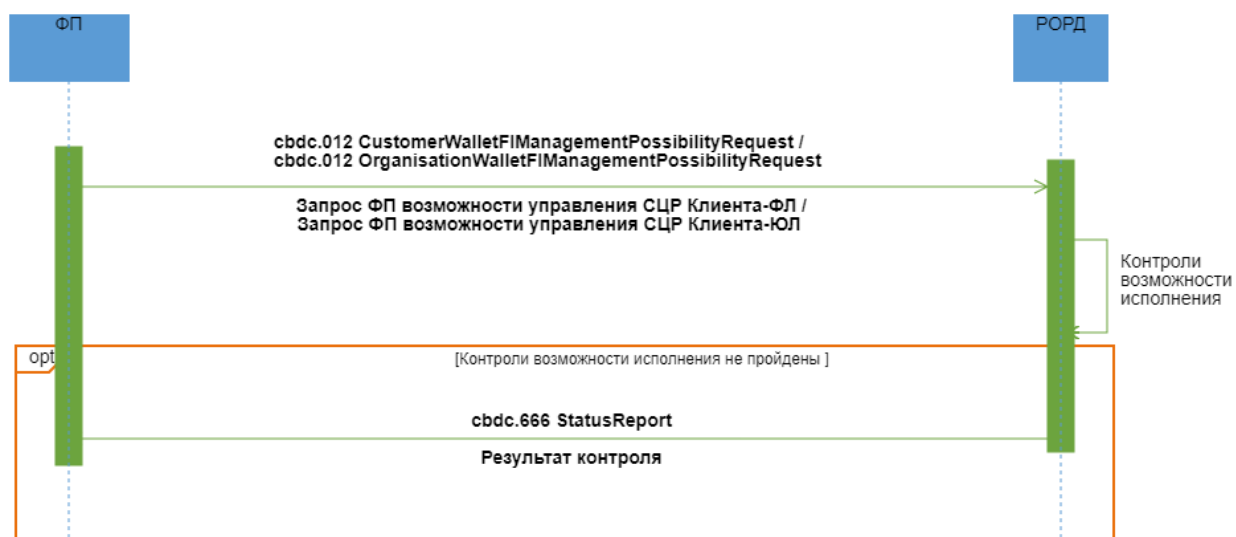 ФП
РОРД
cbdc.012 CustomerWalletFIManagementPossibilityRequest /
cbdc.012 OrganisationWalletFIManagementPossibilityRequest
Запрос ФП возможности управления СЦР Клиента-ФЛ /
Запрос ФП возможности управления СЦР Клиента-ЮЛ
Контроли
возможности
исполнения
opt
[Контроли возможности исполнения не пройдены ]
cbdc.666 StatusReport
Результат контроля